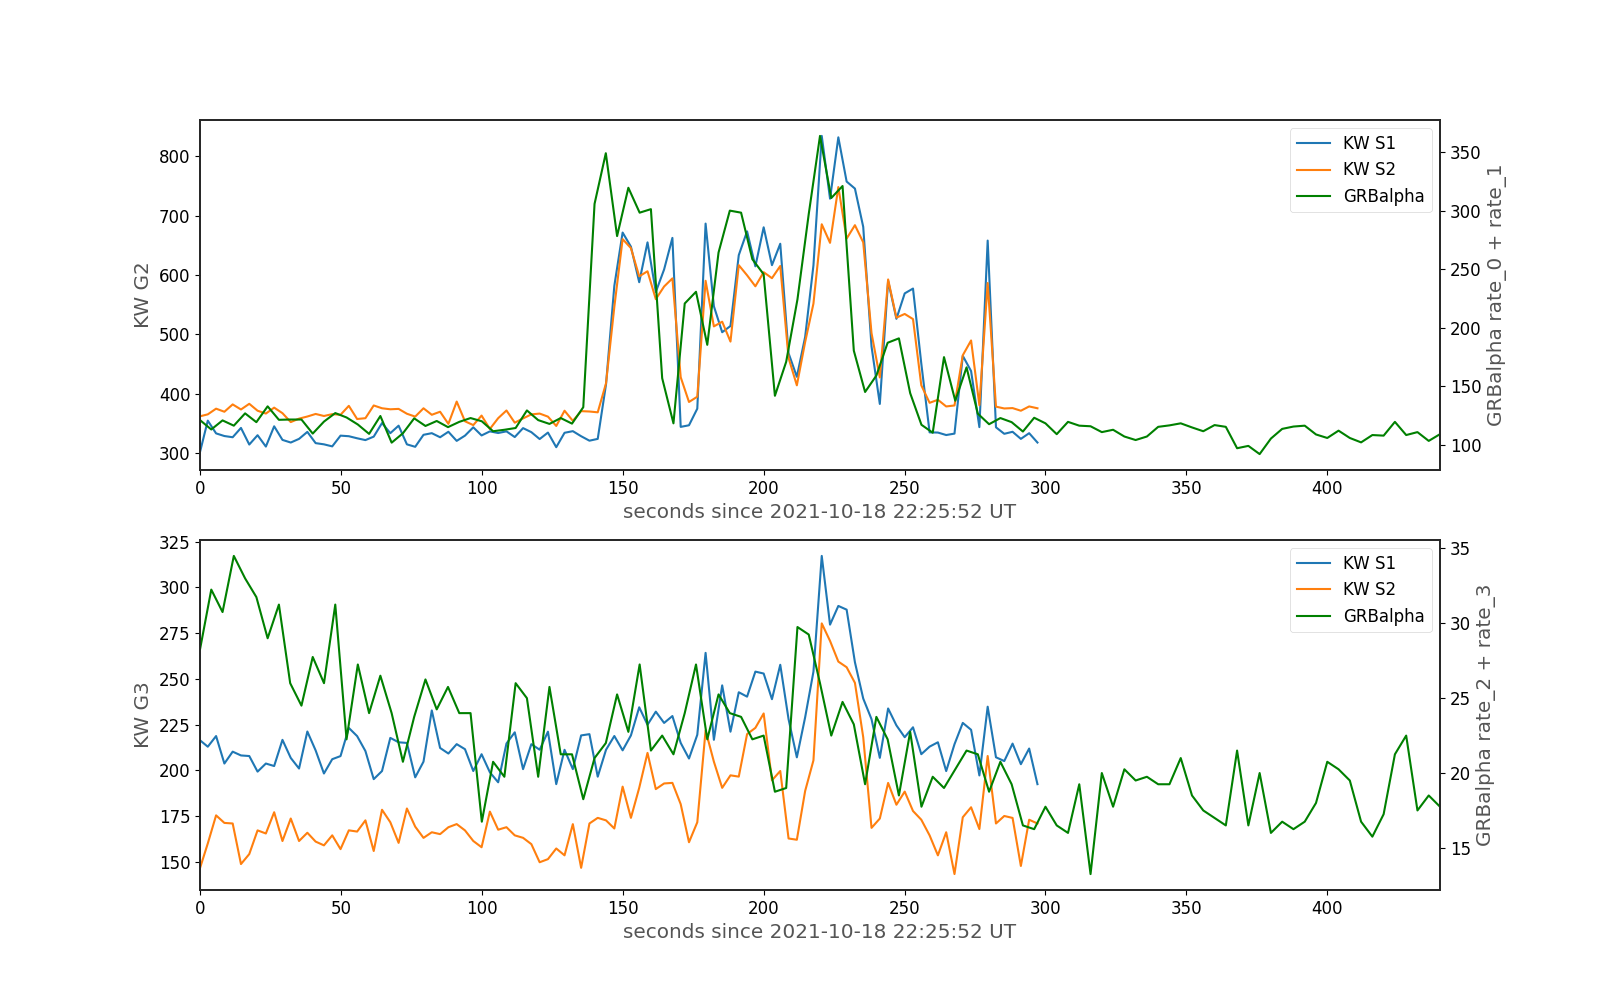 KW G2
800
700
600
500
400
300
KW S1
KW S2
GRBalpha
350
300
250
200
150
100
GRBalpha rate_0 + rate_1
0 50 100 150 200 250 300 350 400
seconds since 2021-10-18 22:25:52 UT
KW G3
325
300
275
250
225
200
175
150
KW S1
KW S2
GRBalpha
35
30
25
20
15
GRBalpha rate_2 + rate_3
0 50 100 150 200 250 300 350 400
seconds since 2021-10-18 22:25:52 UT